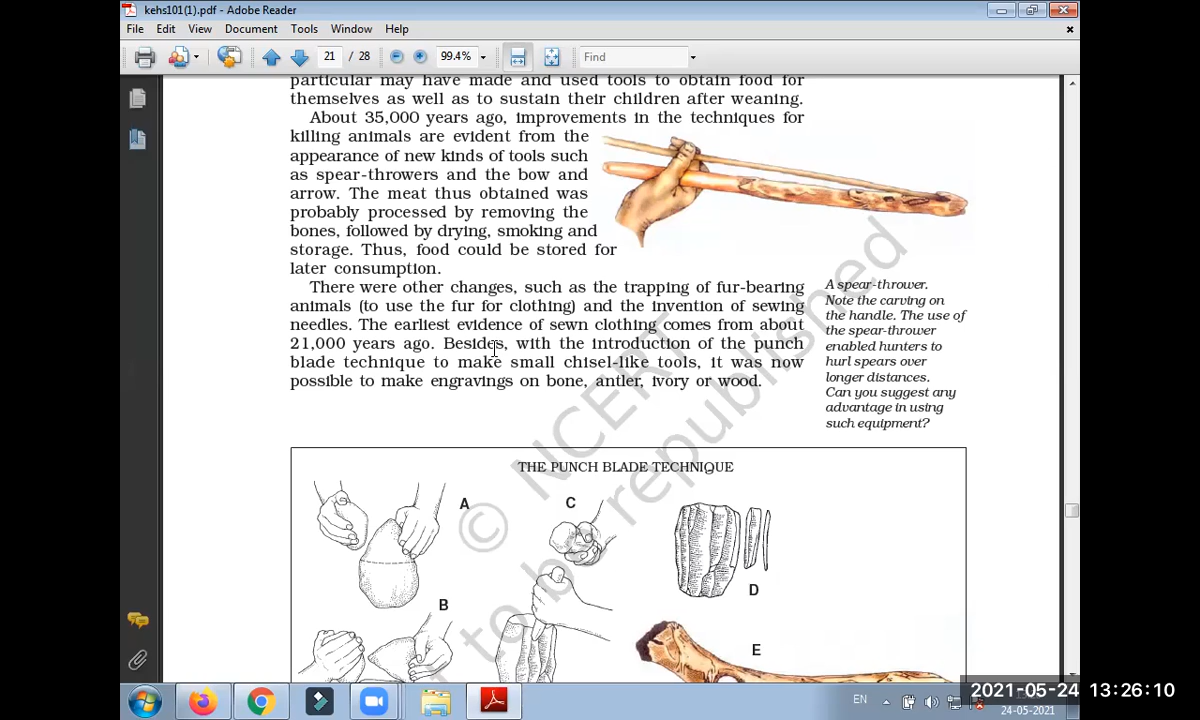 kehs101(1).pdf - Adobe Reader
File Edit View Document Tools Window Help
21 / 28 99.4% Find
particular may have made and used tools to obtain food for
themselves as well as to sustain their children after weaning.
About 35,000 years ago, improvements in the techniques for
killing animals are evident from the
appearance of new kinds of tools such
as spear-throwers and the bow and
arrow. The meat thus obtained was
probably processed by removing the
bones, followed by drying, smoking and
storage. Thus, food could be stored for
later consumption.
There were other changes, such as the trapping of fur-bearing
animals (to use the fur for clothing) and the invention of sewing
needles. The earliest evidence of sewn clothing comes from about
21,000 years ago. Besides, with the introduction of the punch
blade technique to make small chisel-like tools, it was now
possible to make engravings on bone, antler, ivory or wood.
A spear-thrower.
Note the carving on
the handle. The use of
the spear-thrower
enabled hunters to
hurl spears over
longer distances.
Can you suggest any
advantage in using
such equipment?
© NCERT
to be republished
THE PUNCH BLADE TECHNIQUE
A
C
D
B
E
EN
2021-05-24 13:26:10
24-05-2021